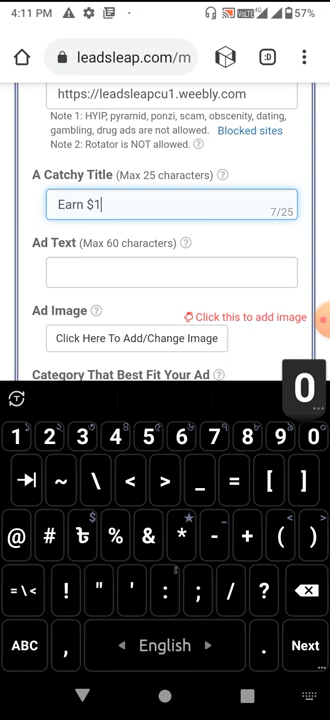 4:11 PM
57%
leadsleap.com/m
https://leadsleapcu1.weebly.com
Note 1: HYIP, pyramid, ponzi, scam, obscenity, dating,
gambling, drug ads are not allowed. Blocked sites
Note 2: Rotator is NOT allowed.
A Catchy Title (Max 25 characters)
Earn $1
7/25
Ad Text (Max 60 characters)
Ad Image
Click this to add image
Click Here To Add/Change Image
Category That Best Fit Your Ad
0
1 2 3 4 5 6 7 8 9 0
~ \ < > _ = [ ]
@ # ৳ % & * - + ( )
= \ < ! " ' : ; / ?
ABC , English . Next